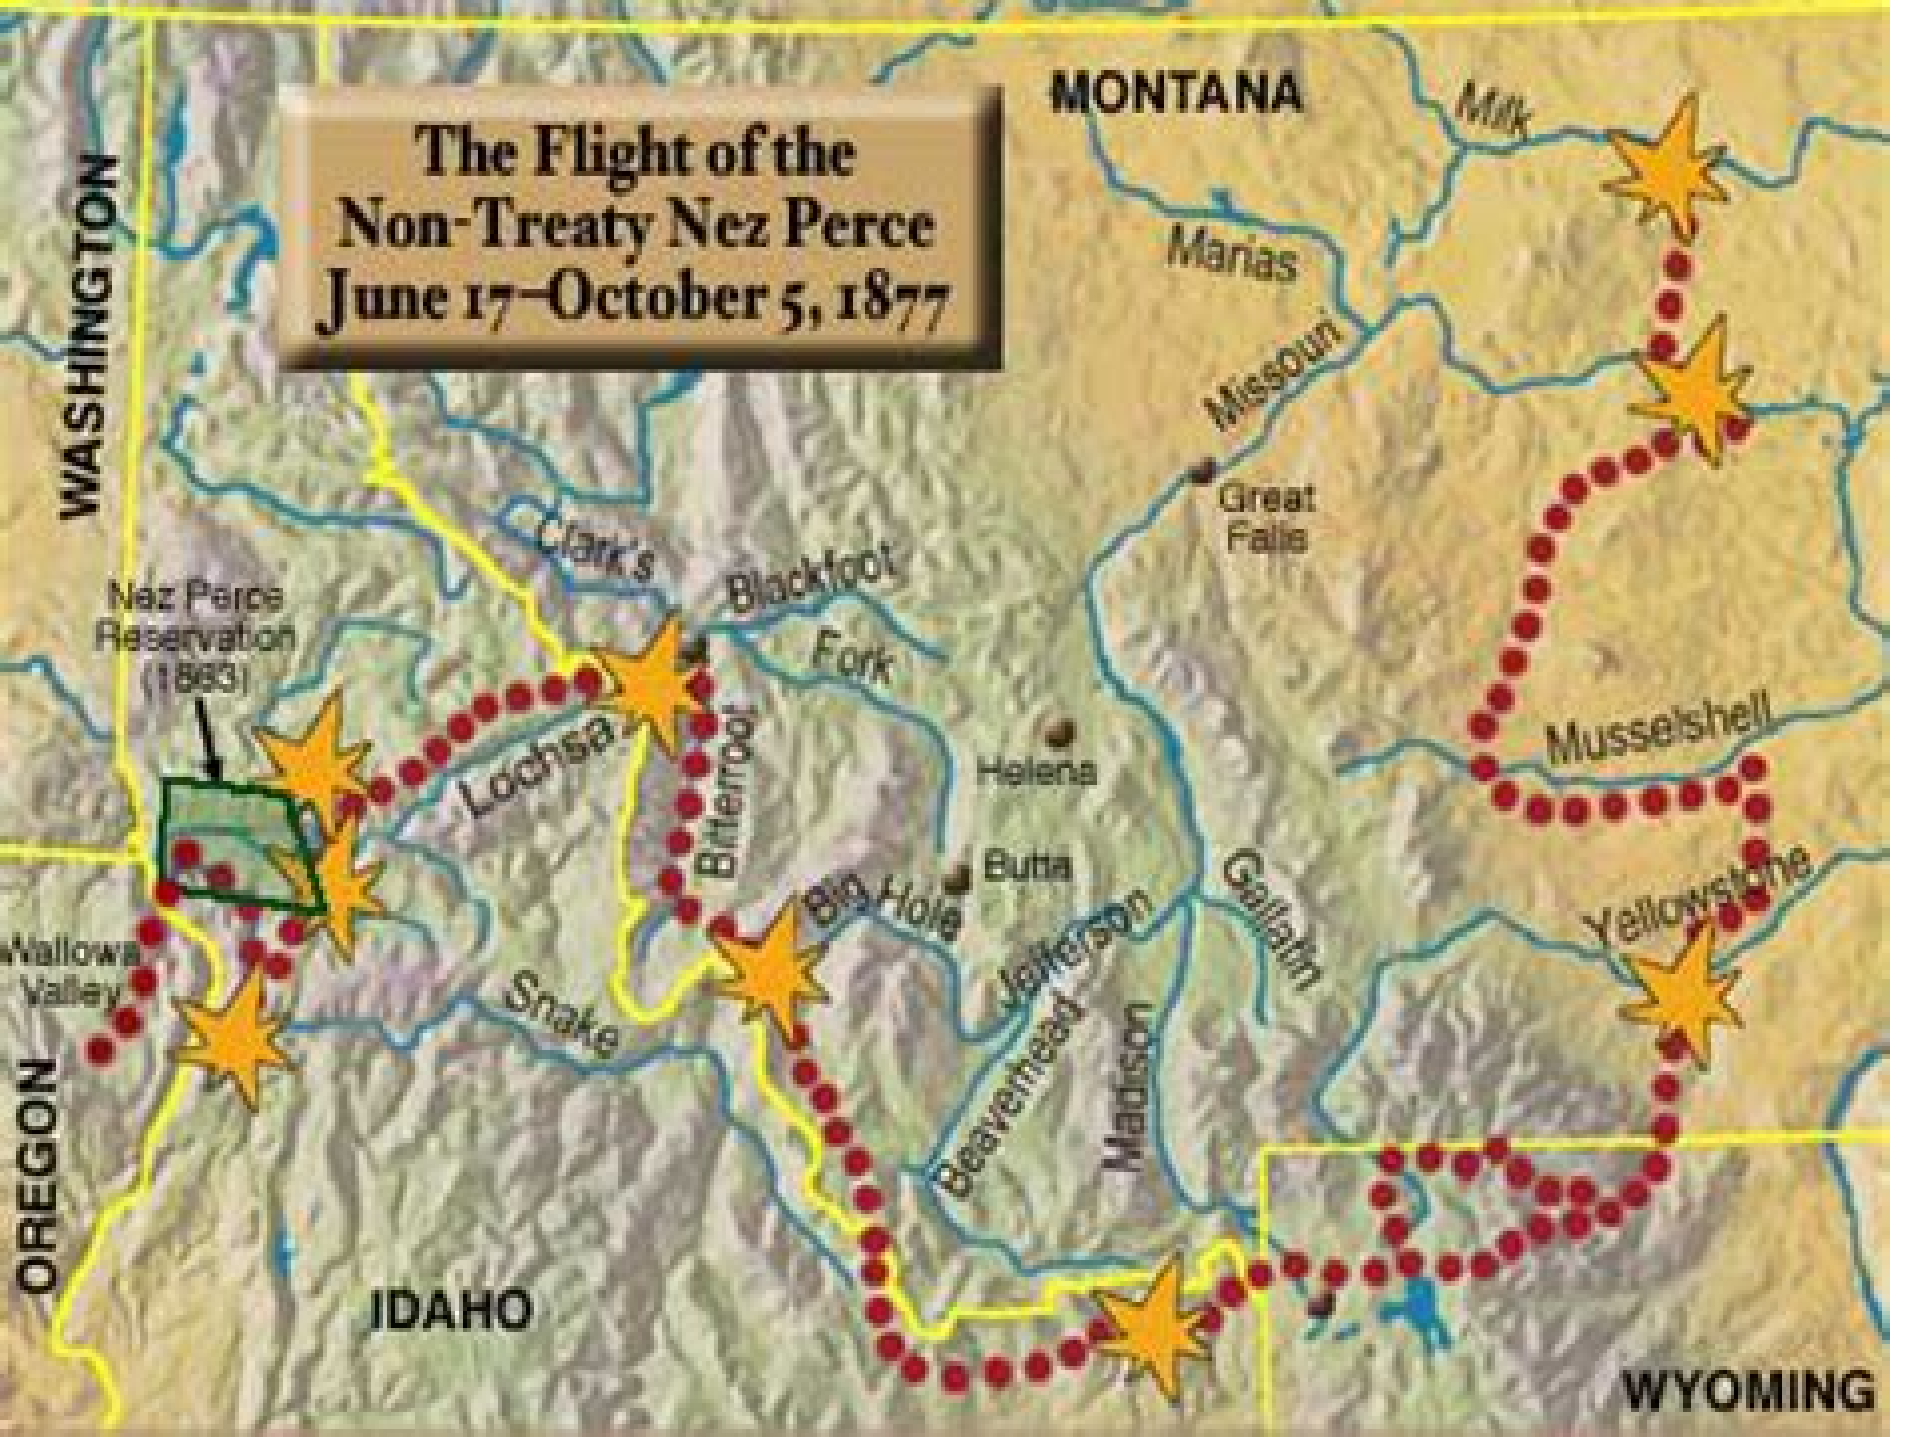 The Flight of the
Non-Treaty Nez Perce
June 17–October 5, 1877
MONTANA
Milk
Marias
Missouri
Great
Falls
WASHINGTON
Clark's
Blackfoot
Fork
Nez Perce
Reservation
(1863)
Lochsa
Bitterroot
Helena
Musselshell
Butta
Big Hole
Jefferson
Gallatin
Yellowstone
Wallowa
Valley
Snake
Beaverhead
Madison
OREGON
IDAHO
WYOMING